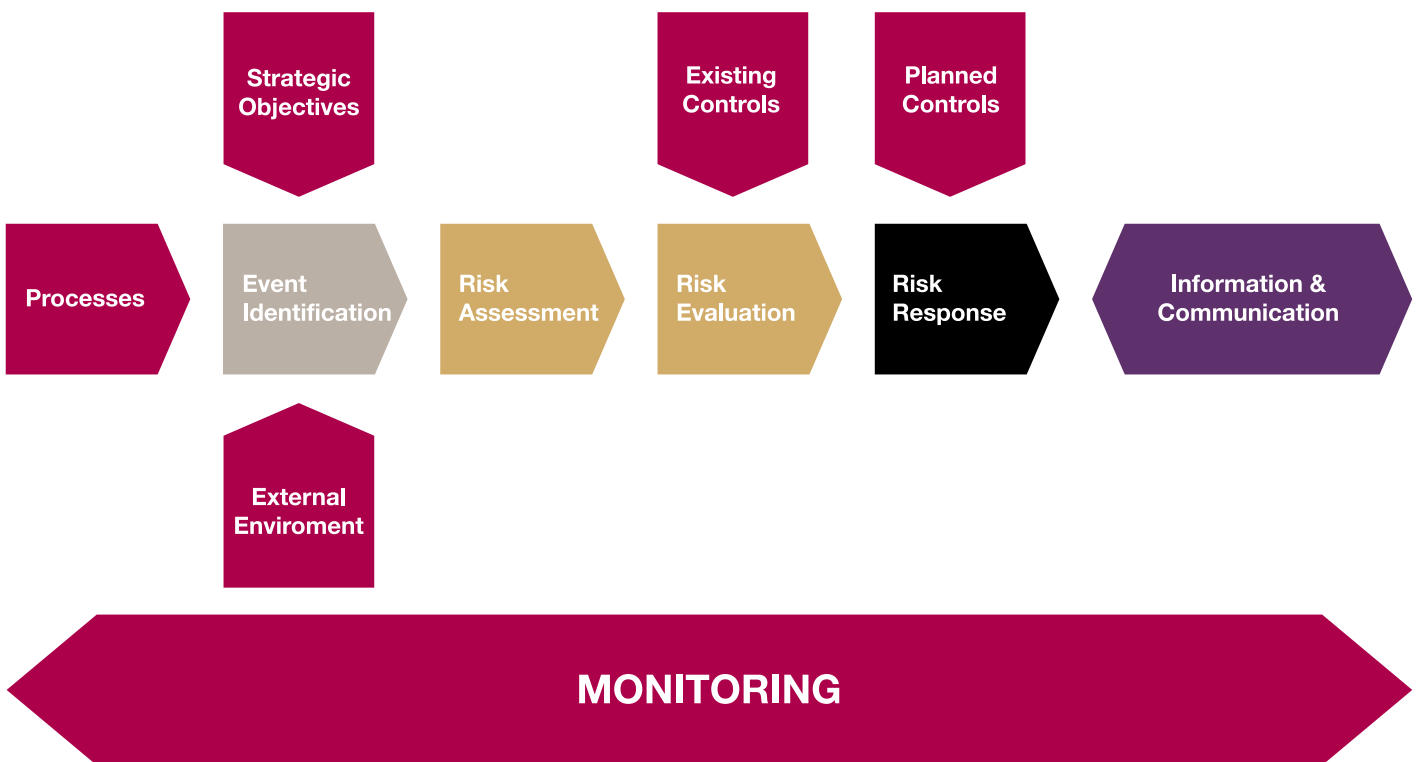 Strategic
Objectives
Existing
Controls
Planned
Controls
Processes
Event
Identification
Risk
Assessment
Risk
Evaluation
Risk
Response
Information &
Communication
External
Enviroment
MONITORING